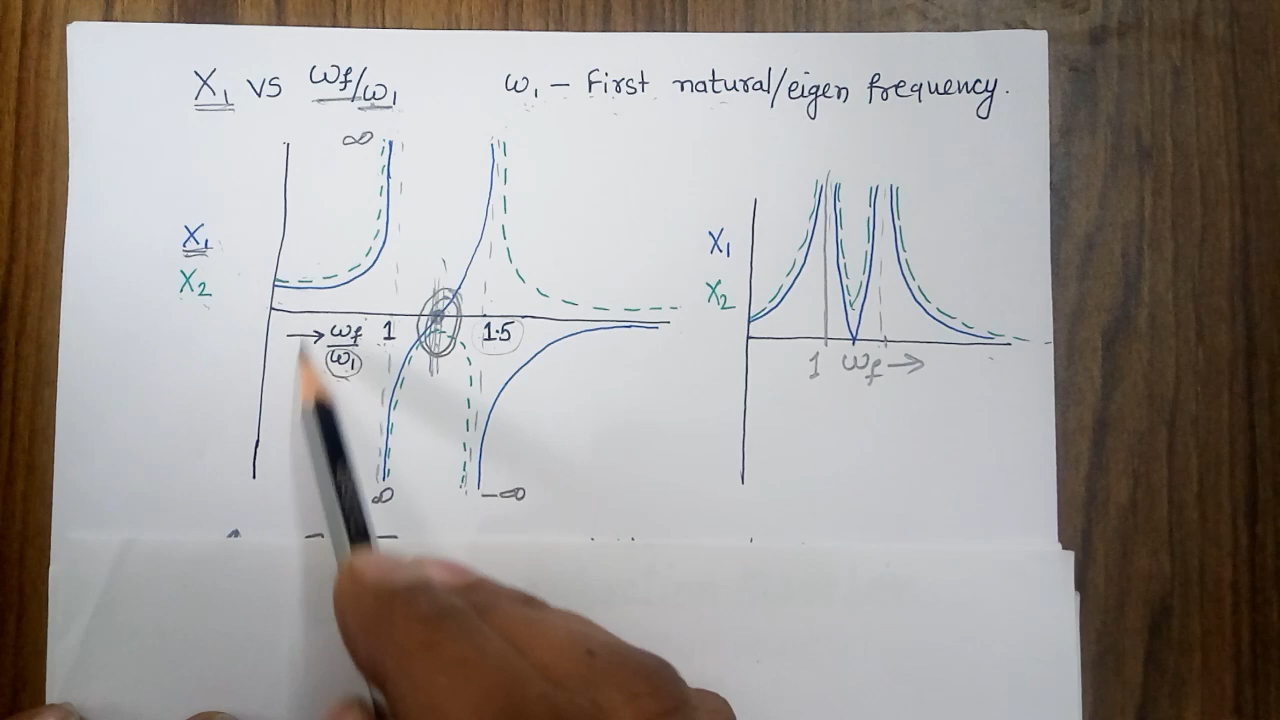 X₁ vs ωf/ω₁
ω₁ – First natural/eigen frequency.
∞
X₁
X₂
→ ωf/ω₁ 1 1.5
∞ –∞
X₁
X₂
1 ωf →